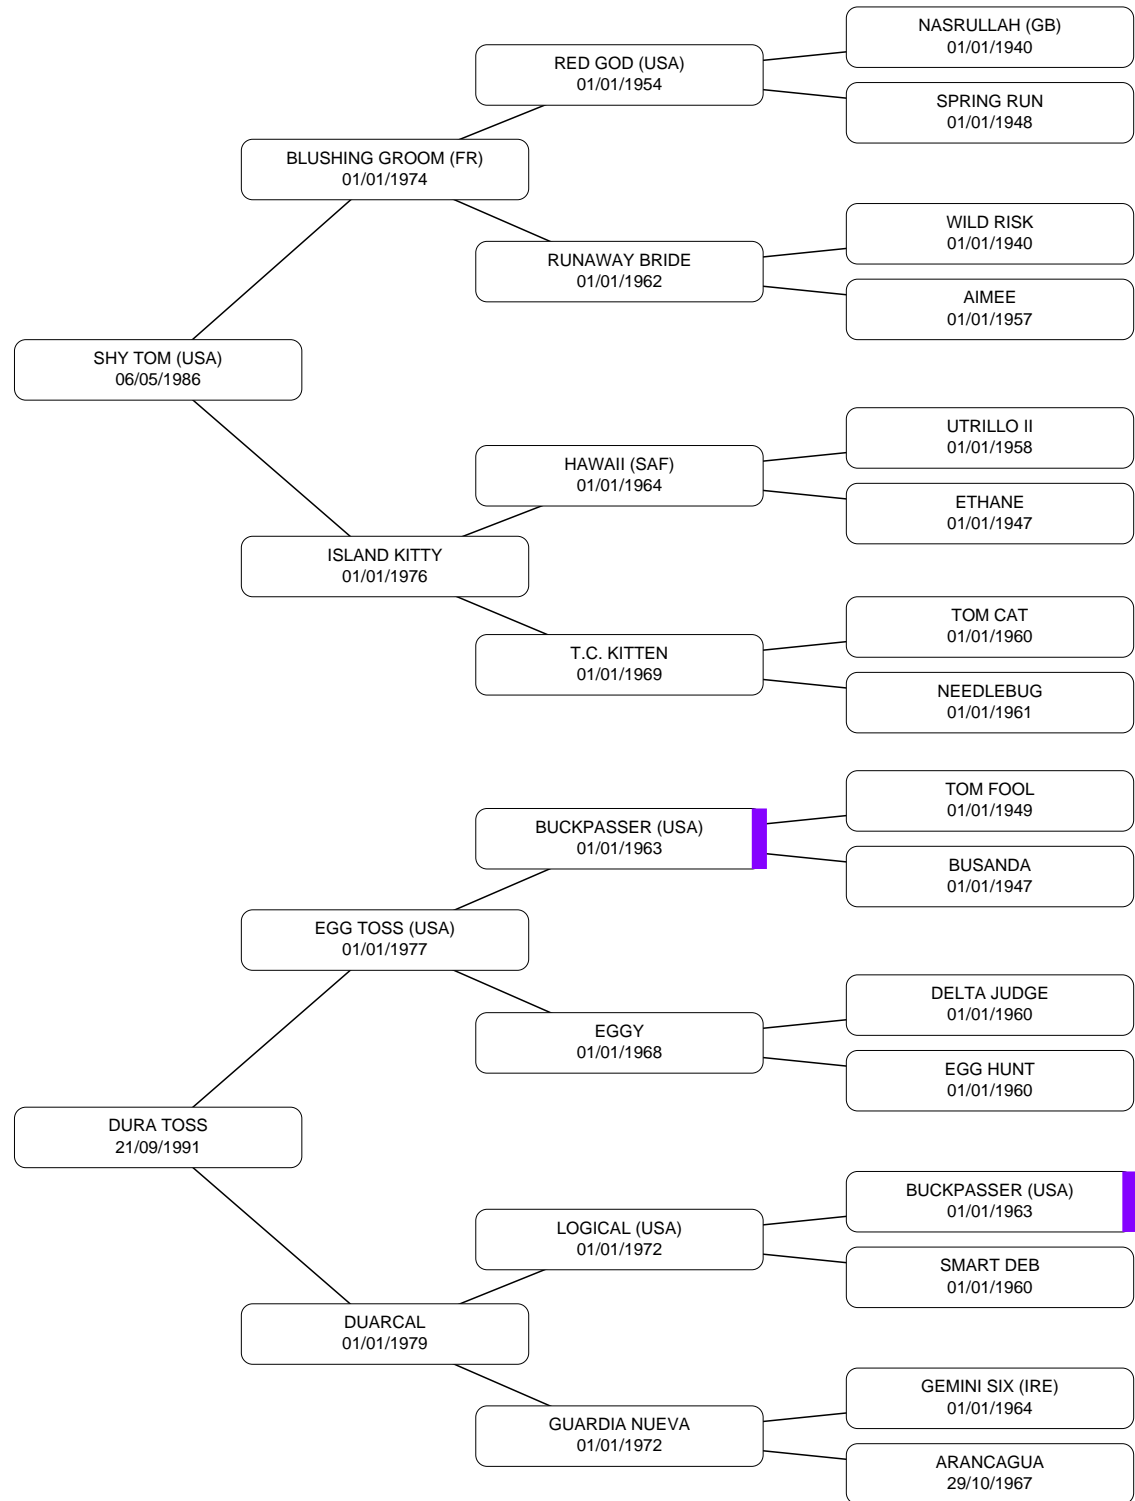 NASRULLAH (GB)
01/01/1940
RED GOD (USA)
01/01/1954
SPRING RUN
01/01/1948
BLUSHING GROOM (FR)
01/01/1974
WILD RISK
01/01/1940
RUNAWAY BRIDE
01/01/1962
AIMEE
01/01/1957
SHY TOM (USA)
06/05/1986
UTRILLO II
01/01/1958
HAWAII (SAF)
01/01/1964
ETHANE
01/01/1947
ISLAND KITTY
01/01/1976
TOM CAT
01/01/1960
T.C. KITTEN
01/01/1969
NEEDLEBUG
01/01/1961
TOM FOOL
01/01/1949
BUCKPASSER (USA)
01/01/1963
BUSANDA
01/01/1947
EGG TOSS (USA)
01/01/1977
DELTA JUDGE
01/01/1960
EGGY
01/01/1968
EGG HUNT
01/01/1960
DURA TOSS
21/09/1991
BUCKPASSER (USA)
01/01/1963
LOGICAL (USA)
01/01/1972
SMART DEB
01/01/1960
DUARCAL
01/01/1979
GEMINI SIX (IRE)
01/01/1964
GUARDIA NUEVA
01/01/1972
ARANCAGUA
29/10/1967